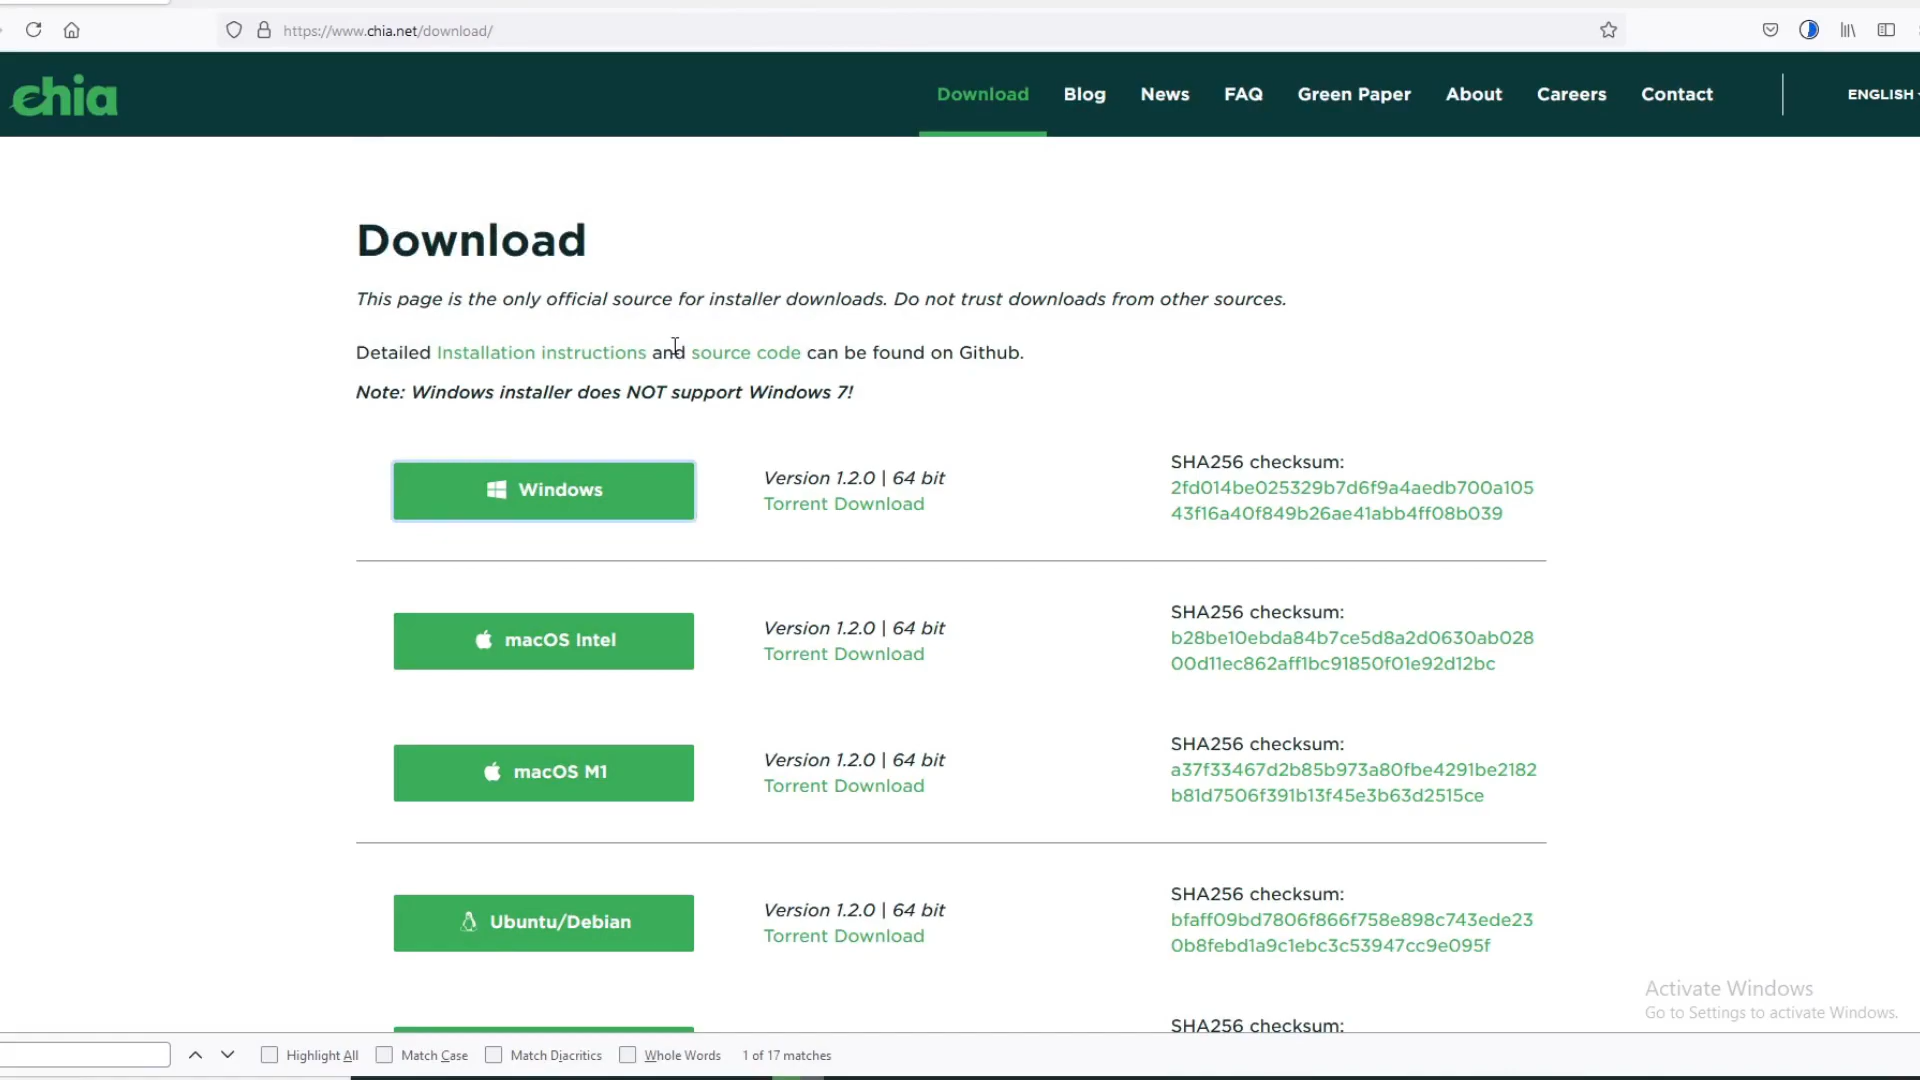 https://www.chia.net/download/
chia
Download Blog News FAQ Green Paper About Careers Contact ENGLISH
Download
This page is the only official source for installer downloads. Do not trust downloads from other sources.
Detailed Installation instructions and source code can be found on Github.
Note: Windows installer does NOT support Windows 7!
Windows
Version 1.2.0 | 64 bit
Torrent Download
SHA256 checksum:
2fd014be025329b7d6f9a4aedb700a105
43f16a40f849b26ae41abb4ff08b039
macOS Intel
Version 1.2.0 | 64 bit
Torrent Download
SHA256 checksum:
b28be10ebda84b7ce5d8a2d0630ab028
00d11ec862aff1bc91850f01e92d12bc
macOS M1
Version 1.2.0 | 64 bit
Torrent Download
SHA256 checksum:
a37f33467d2b85b973a80fbe4291be2182
b81d7506f391b13f45e3b63d2515ce
Ubuntu/Debian
Version 1.2.0 | 64 bit
Torrent Download
SHA256 checksum:
bfaff09bd7806f866f758e898c743ede23
0b8febd1a9c1ebc3c53947cc9e095f
SHA256 checksum:
Activate Windows
Go to Settings to activate Windows.
Highlight All Match Case Match Diacritics Whole Words 1 of 17 matches